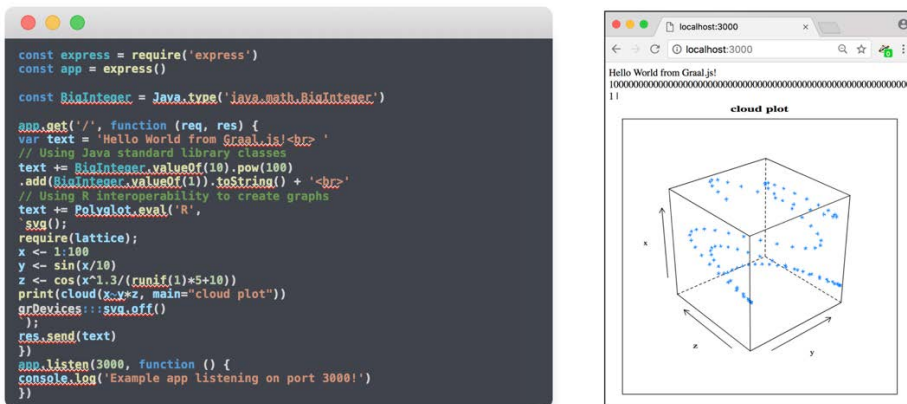 const express = require('express')
const app = express()
const BigInteger = Java.type('java.math.BigInteger')
app.get('/', function (req, res) {
var text = 'Hello World from Graal.js!<br> '
// Using Java standard library classes
text += BigInteger.valueOf(10).pow(100)
.add(BigInteger.valueOf(1)).toString() + '<br>'
// Using R interoperability to create graphs
text += Polyglot.eval('R',
`svg();
require(lattice);
x <- 1:100
y <- sin(x/10)
z <- cos(x^1.3/(runif(1)*5+10))
print(cloud(x~y*z, main="cloud plot"))
grDevices:::svg.off()
`);
res.send(text)
})
app.listen(3000, function () {
console.log('Example app listening on port 3000!')
})
localhost:3000
localhost:3000
Hello World from Graal.js!
1 |
cloud plot
x
z
y